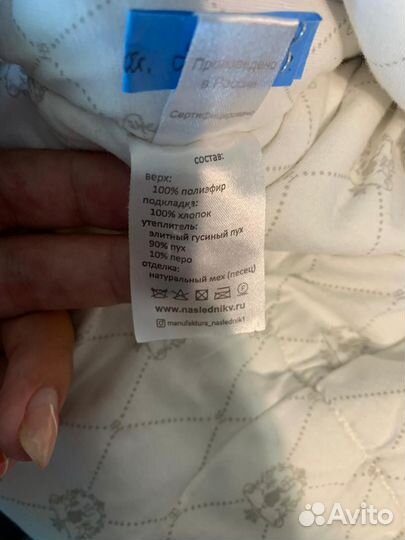 Произведено
в России
Сертифицировано
состав:
верх:
100% полиэфир
подкладка:
100% хлопок
утеплитель:
элитный гусиный пух
90% пух
10% перо
отделка:
натуральный мех (песец)
www.naslednikv.ru
manufaktura_naslednik1
Avito